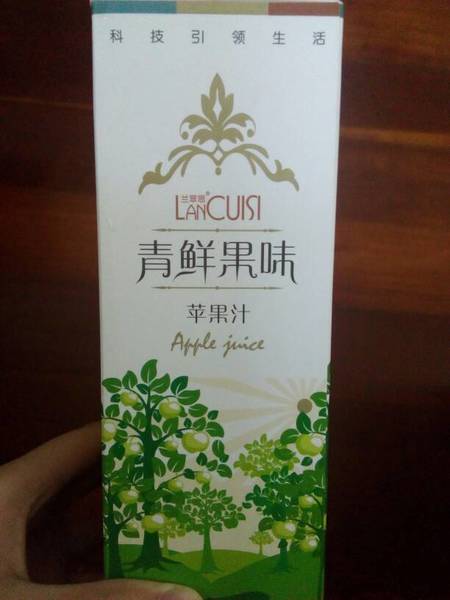 科技引领生活
兰翠思®
LANCUISI
青鲜果味
苹果汁
Apple juice